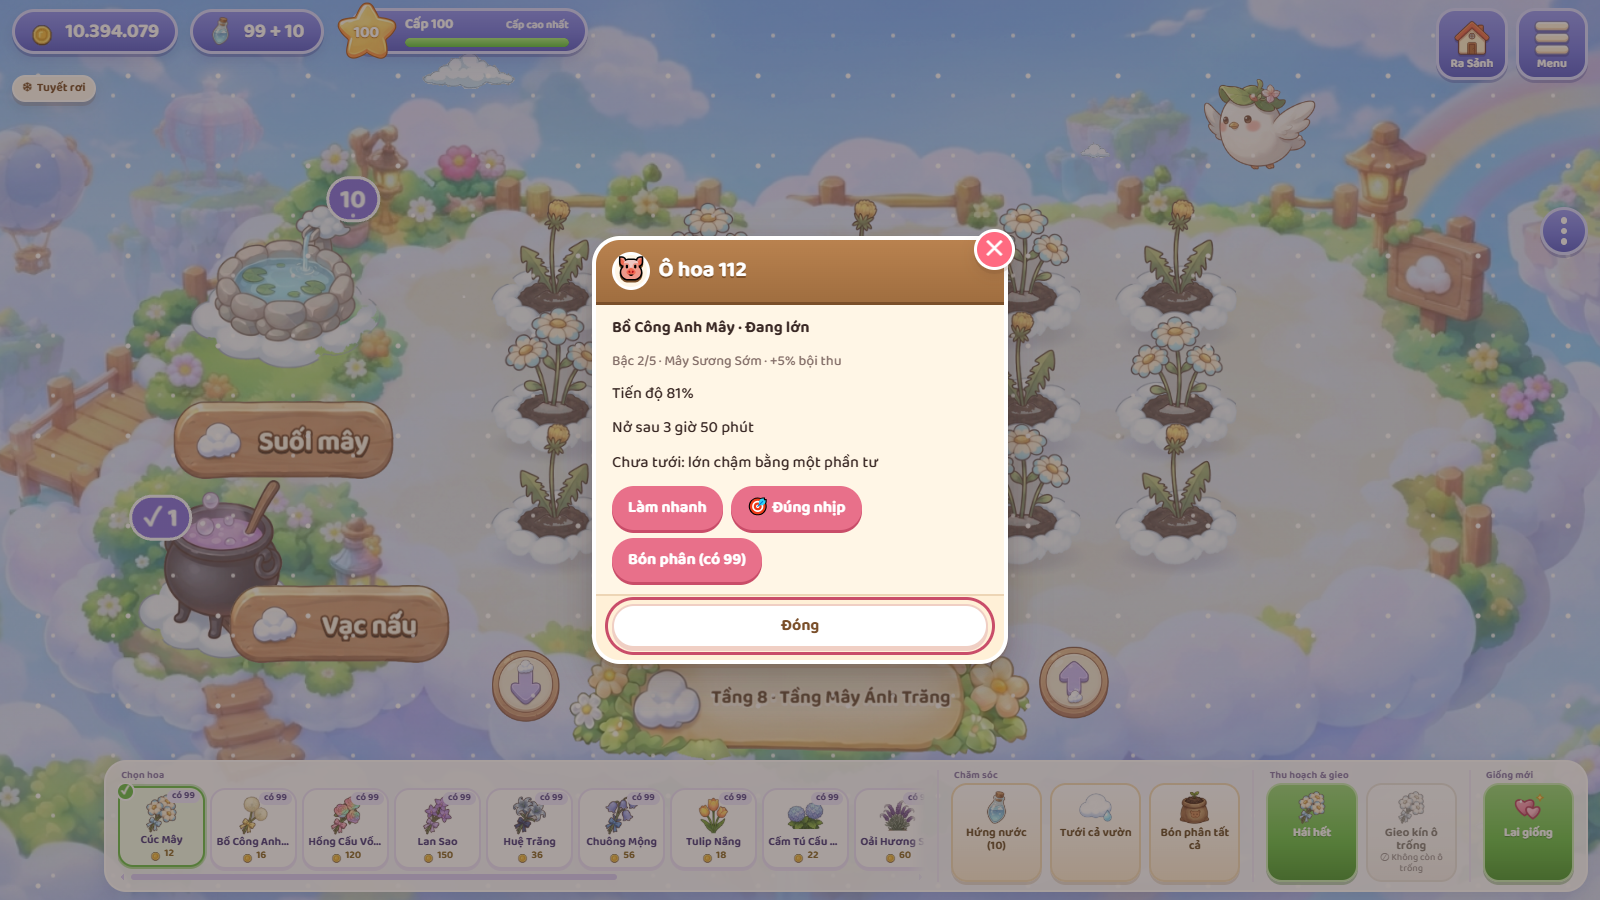 10.394.079
99 + 10
100
Cấp 100
Cấp cao nhất
Ra Sảnh
Menu
❄ Tuyết rơi
10
Ô hoa 112
Bồ Công Anh Mây · Đang lớn
Bậc 2/5 · Mây Sương Sớm · +5% bội thu
Tiến độ 81%
Nở sau 3 giờ 50 phút
Chưa tưới: lớn chậm bằng một phần tư
Làm nhanh
Đúng nhịp
Bón phân (có 99)
Đóng
Suối mây
✓ 1
Vạc nấu
Tầng 8 · Tầng Mây Ánh Trăng
Chọn hoa
có 99
Cúc Mây
12
có 99
Bồ Công Anh...
16
có 99
Hồng Cầu Vồ...
120
có 99
Lan Sao
150
có 99
Huệ Trăng
36
có 99
Chuông Mộng
56
có 99
Tulip Nắng
18
có 99
Cẩm Tú Cầu ...
22
có 9
Oải Hương S
60
Chăm sóc
Hứng nước
(10)
Tưới cả vườn
Bón phân tất
cả
Thu hoạch & gieo
Hái hết
Gieo kín ô
trống
Không còn ô
trống
Giống mới
Lai giống